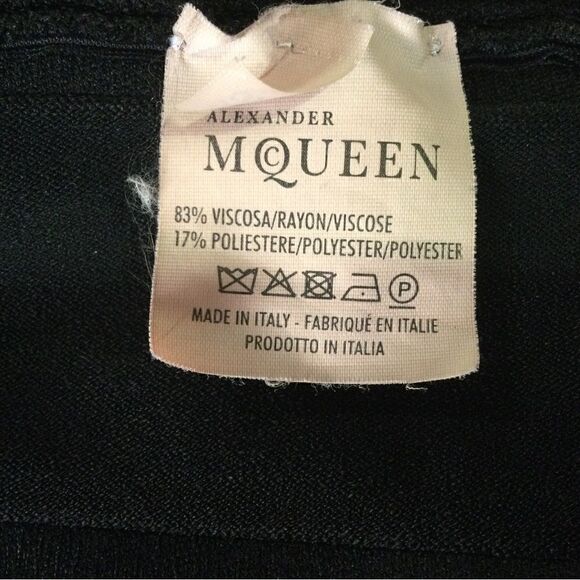 ALEXANDER
McQUEEN
83% VISCOSA/RAYON/VISCOSE
17% POLIESTERE/POLYESTER/POLYESTER
P
MADE IN ITALY - FABRIQUÉ EN ITALIE
PRODOTTO IN ITALIA